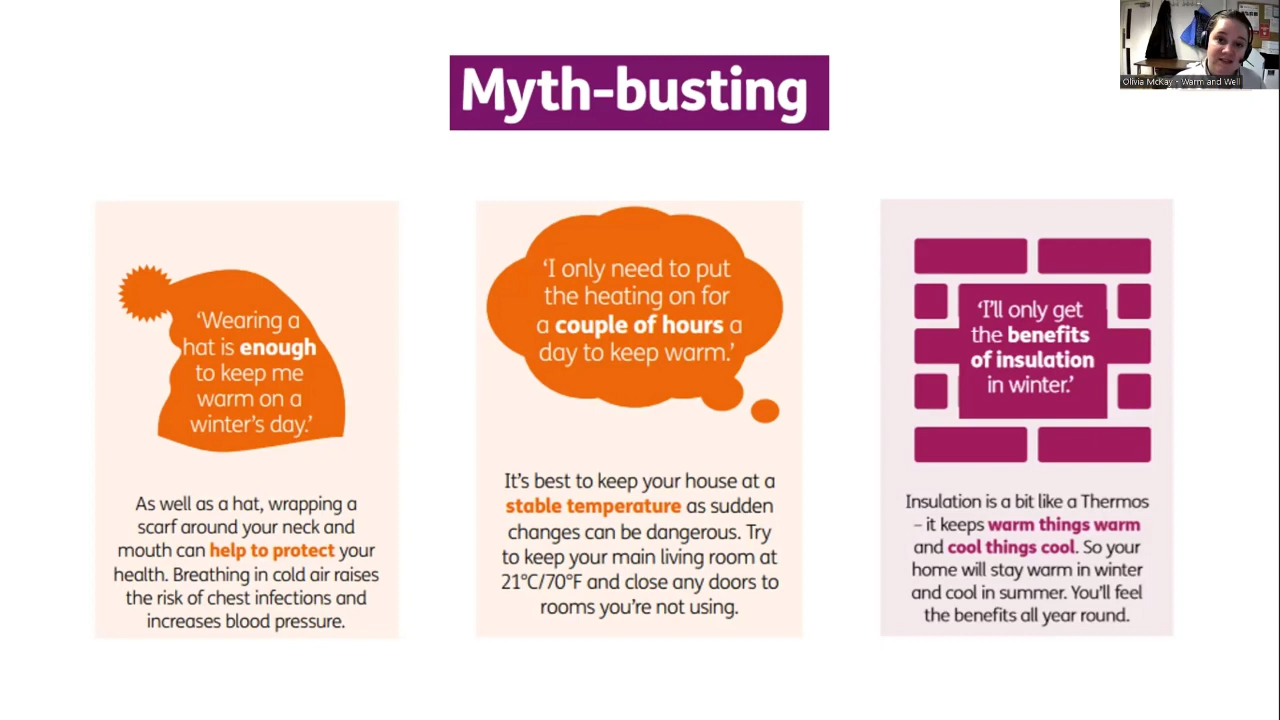 Myth-busting
Olivia McKay - Warm and Well
‘Wearing a
hat is enough
to keep me
warm on a
winter’s day.’
As well as a hat, wrapping a
scarf around your neck and
mouth can help to protect your
health. Breathing in cold air raises
the risk of chest infections and
increases blood pressure.
‘I only need to put
the heating on for
a couple of hours a
day to keep warm.’
It’s best to keep your house at a
stable temperature as sudden
changes can be dangerous. Try
to keep your main living room at
21°C/70°F and close any doors to
rooms you’re not using.
‘I’ll only get
the benefits
of insulation
in winter.’
Insulation is a bit like a Thermos
– it keeps warm things warm
and cool things cool. So your
home will stay warm in winter
and cool in summer. You’ll feel
the benefits all year round.